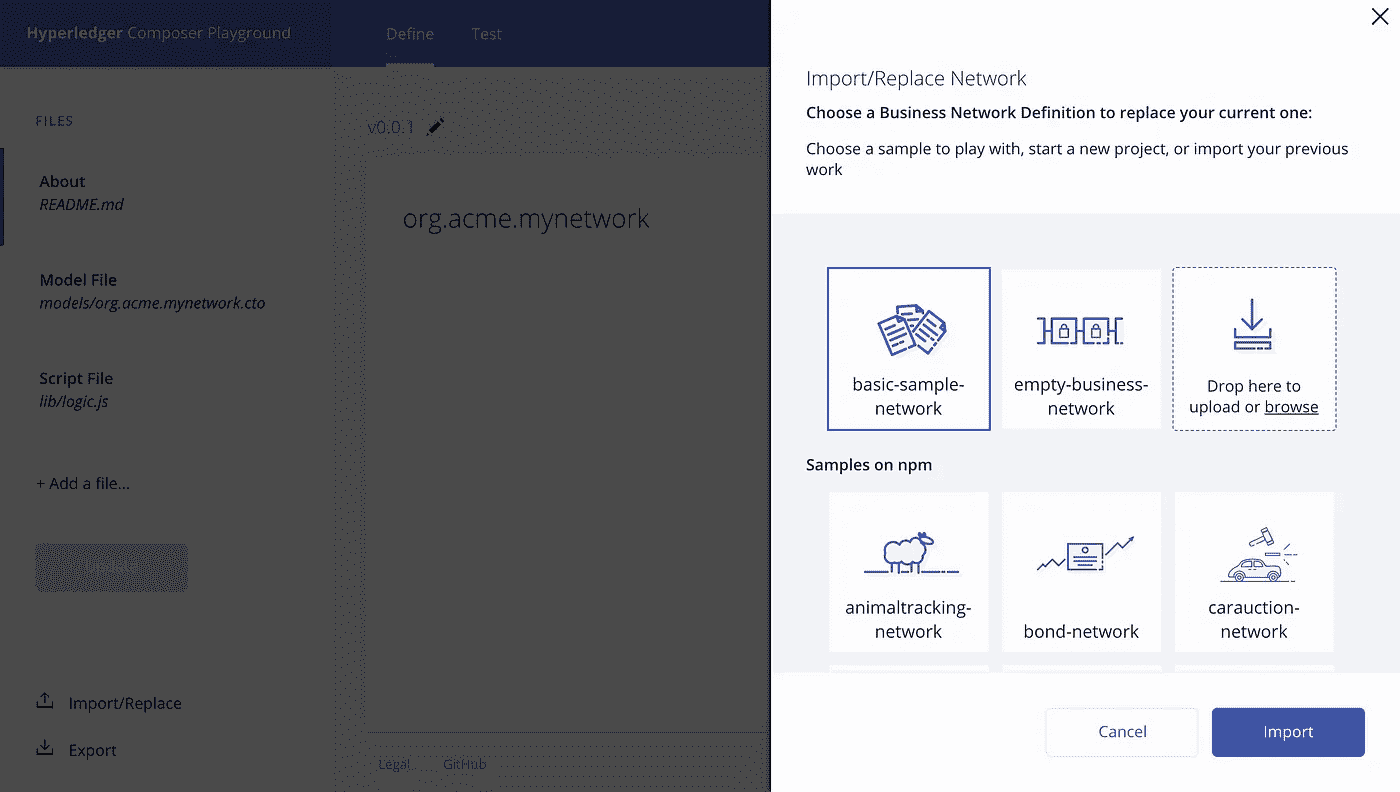 Hyperledger Composer Playground
Define
Test
FILES
About
README.md
Model File
models/org.acme.mynetwork.cto
Script File
lib/logic.js
+ Add a file...
Import/Replace
Export
v0.0.1
org.acme.mynetwork
Legal
GitHub
Import/Replace Network
Choose a Business Network Definition to replace your current one:
Choose a sample to play with, start a new project, or import your previous
work
basic-sample-
network
empty-business-
network
Drop here to
upload or browse
Samples on npm
animaltracking-
network
bond-network
carauction-
network
Cancel
Import